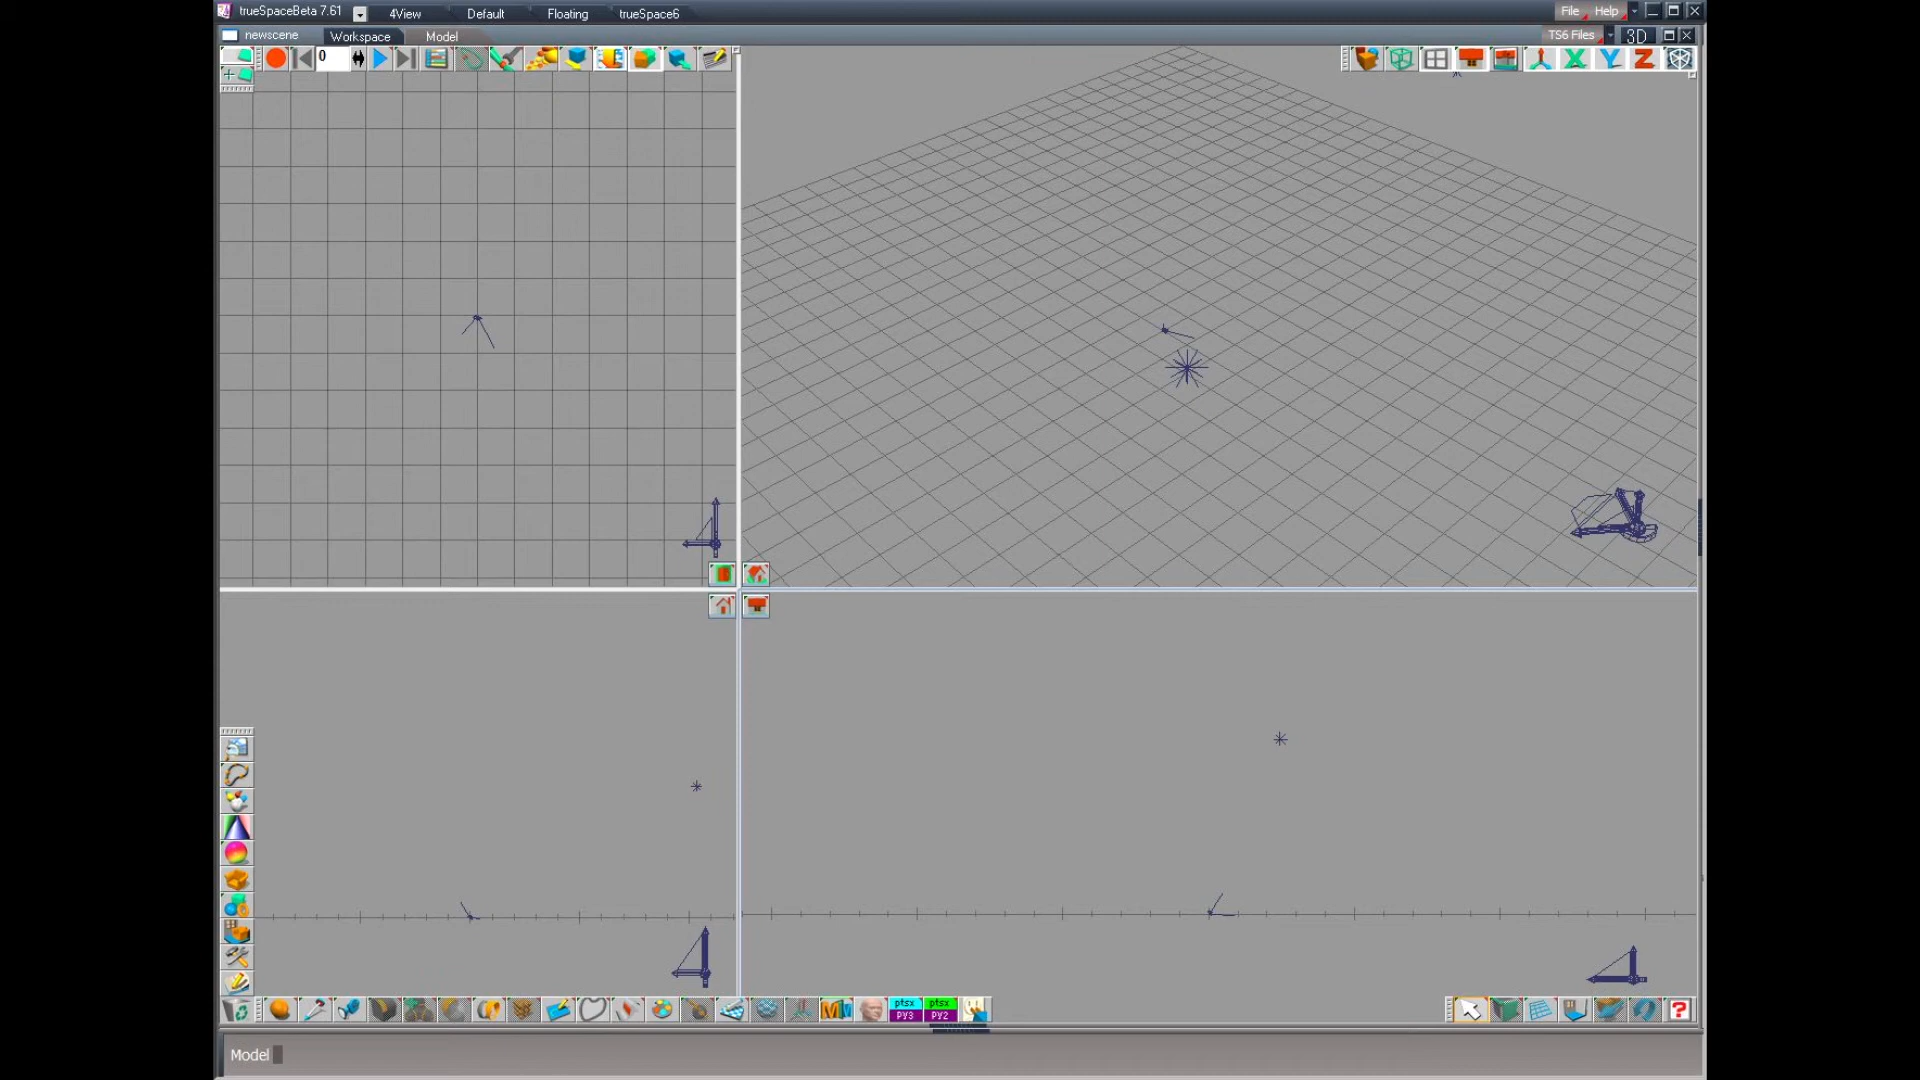 trueSpaceBeta 7.61
4View
Default
Floating
trueSpace6
File
Help
newscene
Workspace
Model
TS6 Files
3D
0
X
Y
Z
ptsx
PY3
ptsx
PY2
?
Model